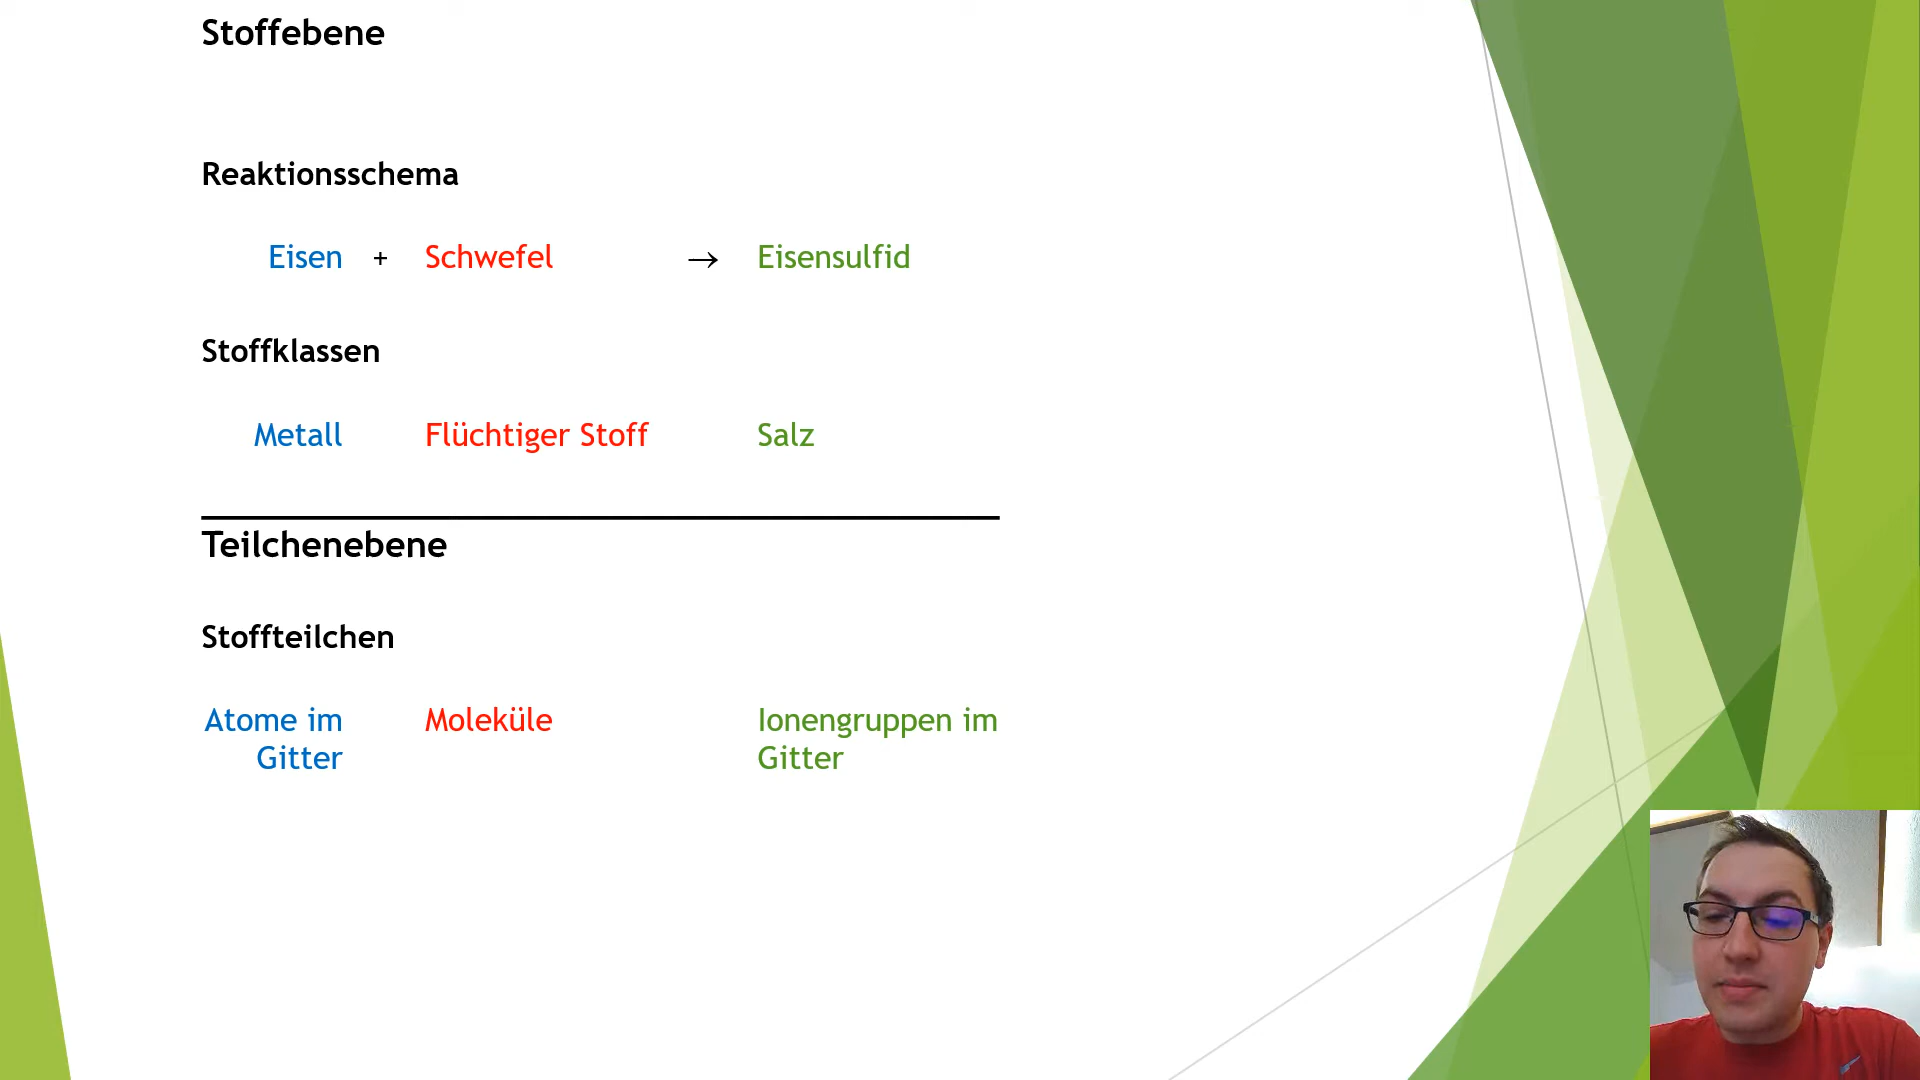 Stoffebene
Reaktionsschema
Eisen + Schwefel → Eisensulfid
Stoffklassen
Metall Flüchtiger Stoff Salz
Teilchenebene
Stoffteilchen
Atome im Moleküle Ionengruppen im
Gitter Gitter